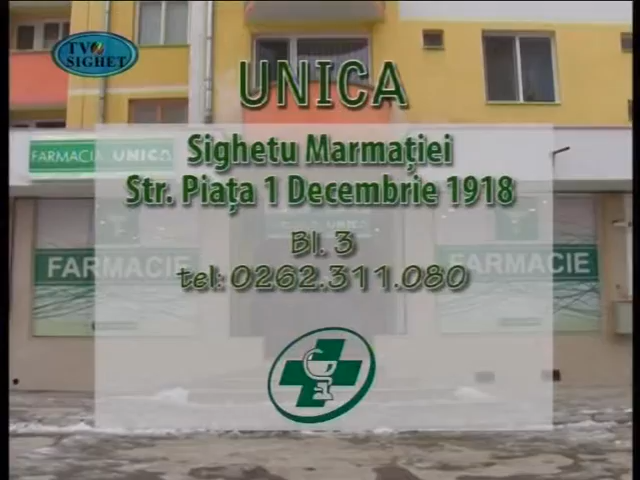 TV SIGHET
UNICA
Sighetu Marmației
Str. Piața 1 Decembrie 1918
Bl. 3
tel: 0262.311.080
FARMACIA UNICA
FARMACIE
FARMACIE